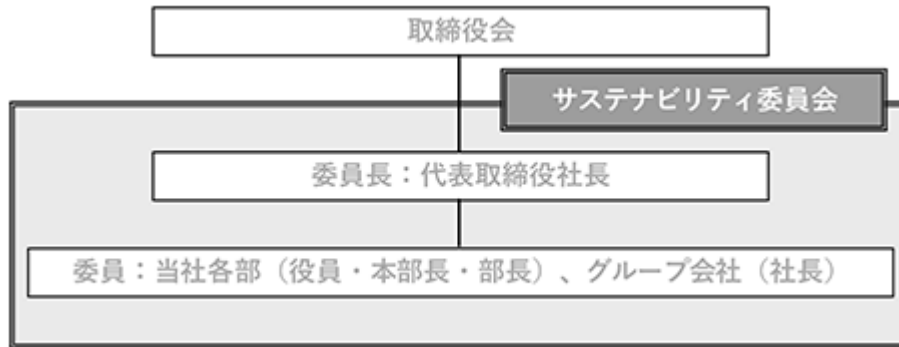 取締役会
サステナビリティ委員会
委員長：代表取締役社長
委員：当社各部（役員・本部長・部長）、グループ会社（社長）